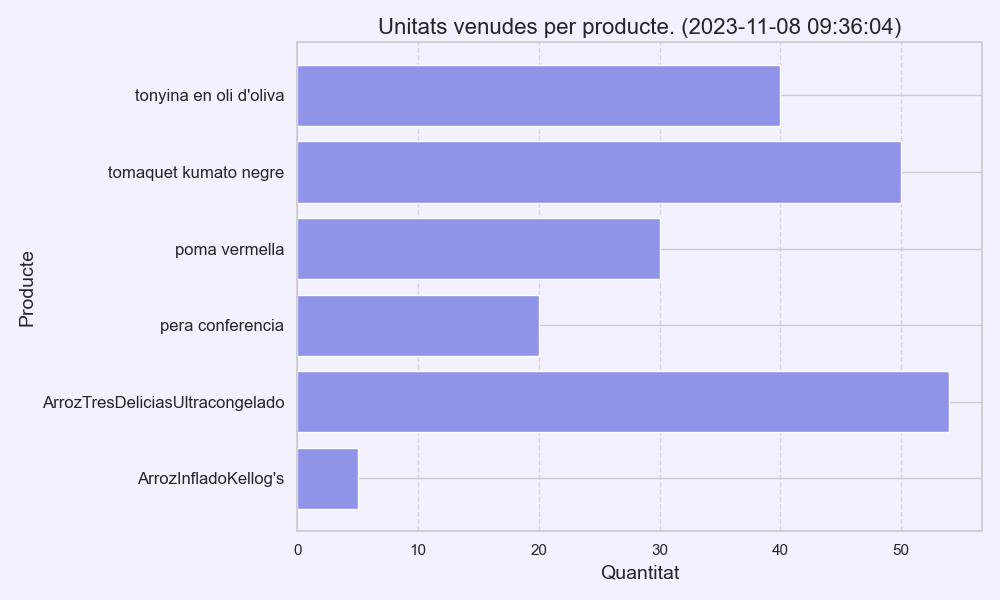 Unitats venudes per producte. (2023-11-08 09:36:04)
tonyina en oli d'oliva
tomaquet kumato negre
poma vermella
pera conferencia
ArrozTresDeliciasUltracongelado
ArrozInfladoKellog's
Producte
0 10 20 30 40 50
Quantitat